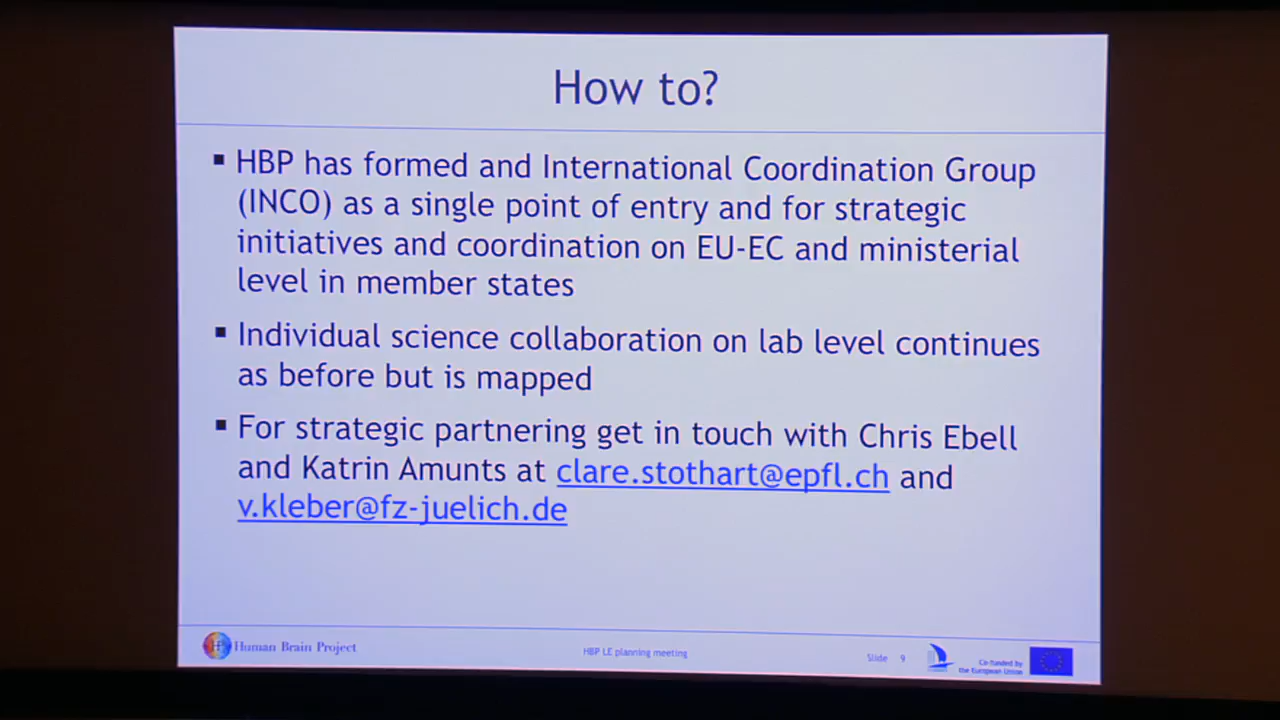 How to?
HBP has formed and International Coordination Group
(INCO) as a single point of entry and for strategic
initiatives and coordination on EU-EC and ministerial
level in member states
Individual science collaboration on lab level continues
as before but is mapped
For strategic partnering get in touch with Chris Ebell
and Katrin Amunts at clare.stothart@epfl.ch and
v.kleber@fz-juelich.de
Human Brain Project
HBP LE planning meeting
Slide 9
Co-funded by
the European Union